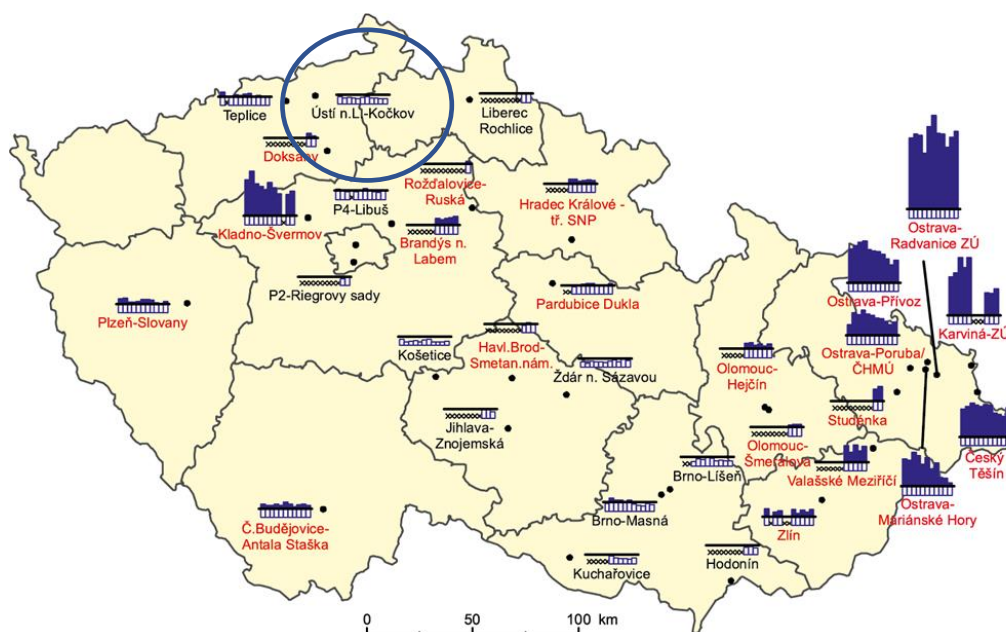 Teplice
Ústí n.L.-Kočkov
Liberec
Rochlice
Doksany
Rožďalovice-
Ruská
P4-Libuš
Hradec Králové -
tř. SNP
Ostrava-
Radvanice ZÚ
Kladno-Švermov
Brandýs n.
Labem
P2-Riegrovy sady
Pardubice Dukla
Ostrava-Přívoz
Karviná-ZÚ
Plzeň-Slovany
Košetice
Havl.Brod-
Smetan.nám.
Žďár n. Sázavou
Olomouc-
Hejčín
Ostrava-Poruba/
ČHMÚ
Studénka
Jihlava-
Znojemská
Olomouc-
Šmeralova
Český
Těšín
Brno-Líšeň
Valašské Meziříčí
Ostrava-
Mariánské Hory
Č.Budějovice-
Antala Staška
Brno-Masná
Zlín
Kuchařovice
Hodonín
0 50 100 km